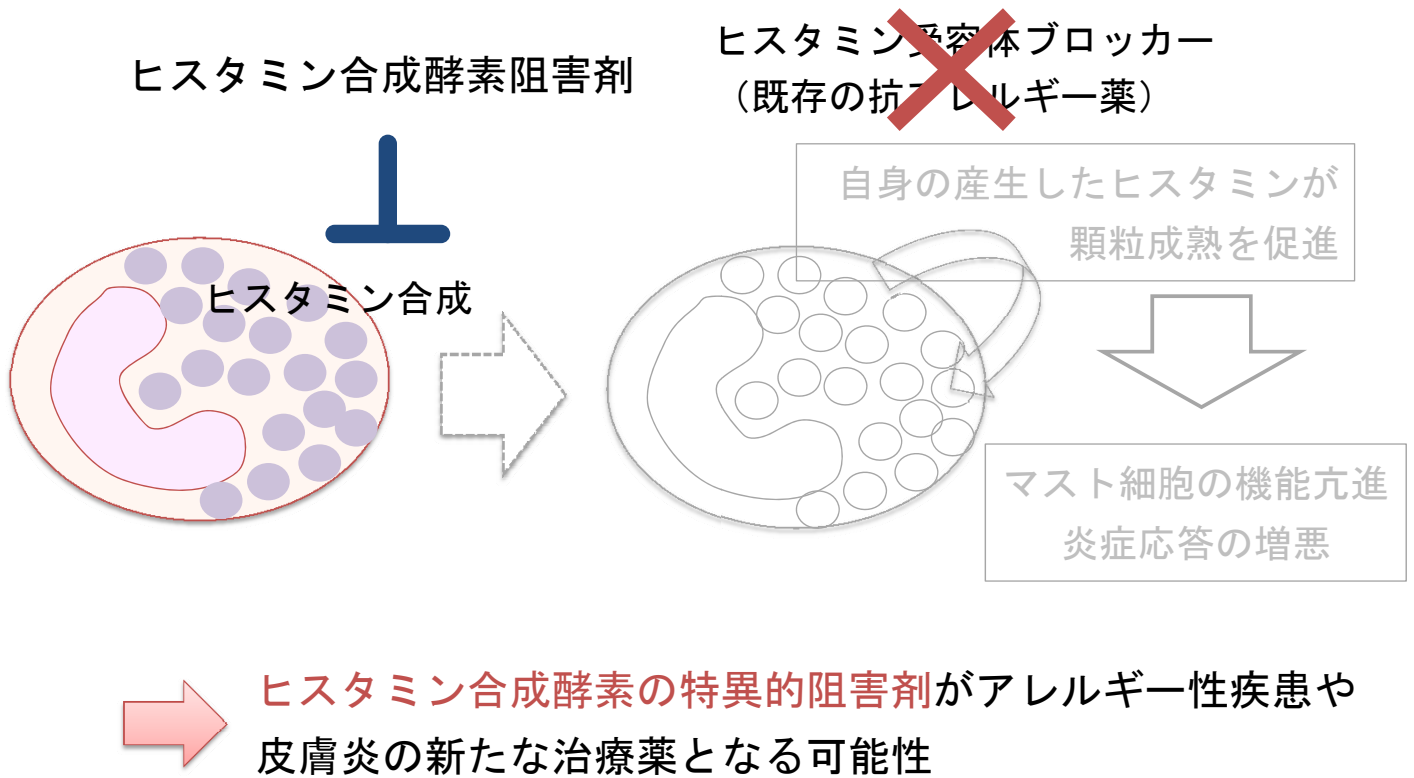 ヒスタミン合成酵素阻害剤
ヒスタミン受容体ブロッカー
（既存の抗アレルギー薬）
自身の産生したヒスタミンが
顆粒成熟を促進
ヒスタミン合成
マスト細胞の機能亢進
炎症応答の増悪
ヒスタミン合成酵素の特異的阻害剤がアレルギー性疾患や
皮膚炎の新たな治療薬となる可能性